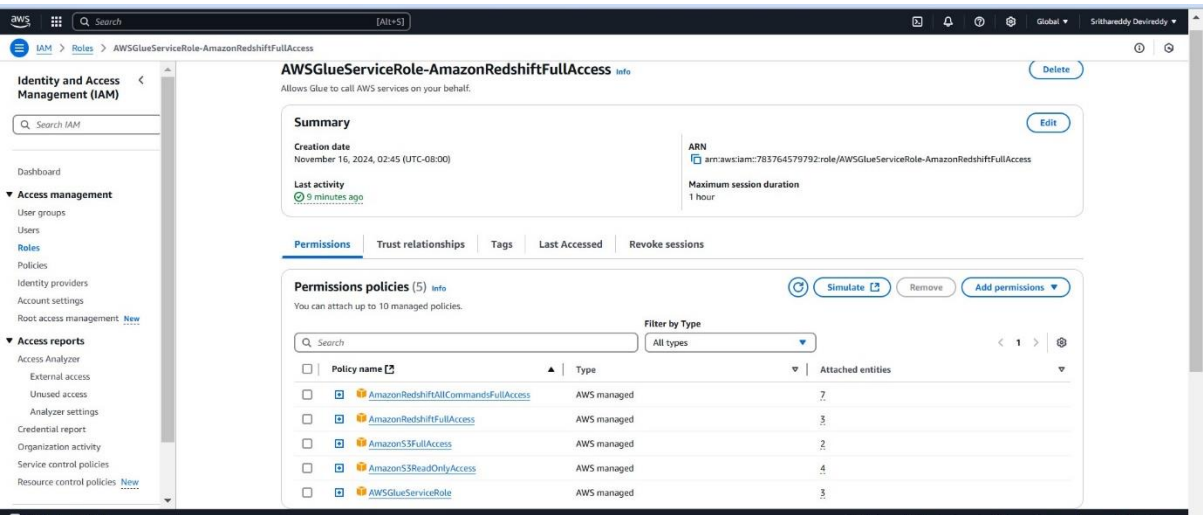 aws Search [Alt+S] Global Srithareddy Devireddy
IAM > Roles > AWSGlueServiceRole-AmazonRedshiftFullAccess
Identity and Access Management (IAM)
Search IAM
Dashboard
Access management
User groups
Users
Roles
Policies
Identity providers
Account settings
Root access management New
Access reports
Access Analyzer
External access
Unused access
Analyzer settings
Credential report
Organization activity
Service control policies
Resource control policies New
AWSGlueServiceRole-AmazonRedshiftFullAccess Info Delete
Allows Glue to call AWS services on your behalf.
Summary Edit
Creation date
November 16, 2024, 02:45 (UTC-08:00)
ARN
arn:aws:iam::783764579792:role/AWSGlueServiceRole-AmazonRedshiftFullAccess
Last activity
9 minutes ago
Maximum session duration
1 hour
Permissions Trust relationships Tags Last Accessed Revoke sessions
Permissions policies (5) Info Simulate Remove Add permissions
You can attach up to 10 managed policies.
Filter by Type
Search All types 1
Policy name Type Attached entities
AmazonRedshiftAllCommandsFullAccess AWS managed 7
AmazonRedshiftFullAccess AWS managed 3
AmazonS3FullAccess AWS managed 2
AmazonS3ReadOnlyAccess AWS managed 4
AWSGlueServiceRole AWS managed 3